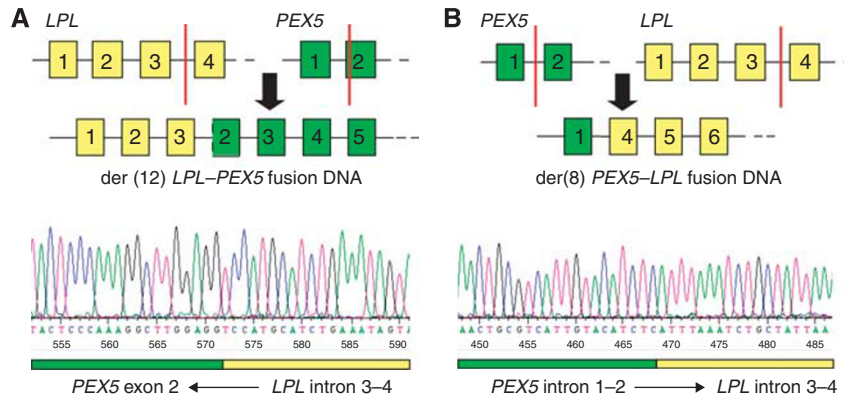 A LPL PEX5
1 2 3 4 1 2
1 2 3 2 3 4 5
der (12) LPL–PEX5 fusion DNA
TACTCCCAAAGGCTTGGAGGTCCATGCATCTGAAATAGTA
555 560 565 570 575 580 585 590
PEX5 exon 2 LPL intron 3–4
B PEX5 LPL
1 2 1 2 3 4
1 4 5 6
der(8) PEX5–LPL fusion DNA
AACTGCGTCATTGTACATCTCATTTAAATCTGCTATTAA
450 455 460 465 470 475 480 485
PEX5 intron 1–2 LPL intron 3–4